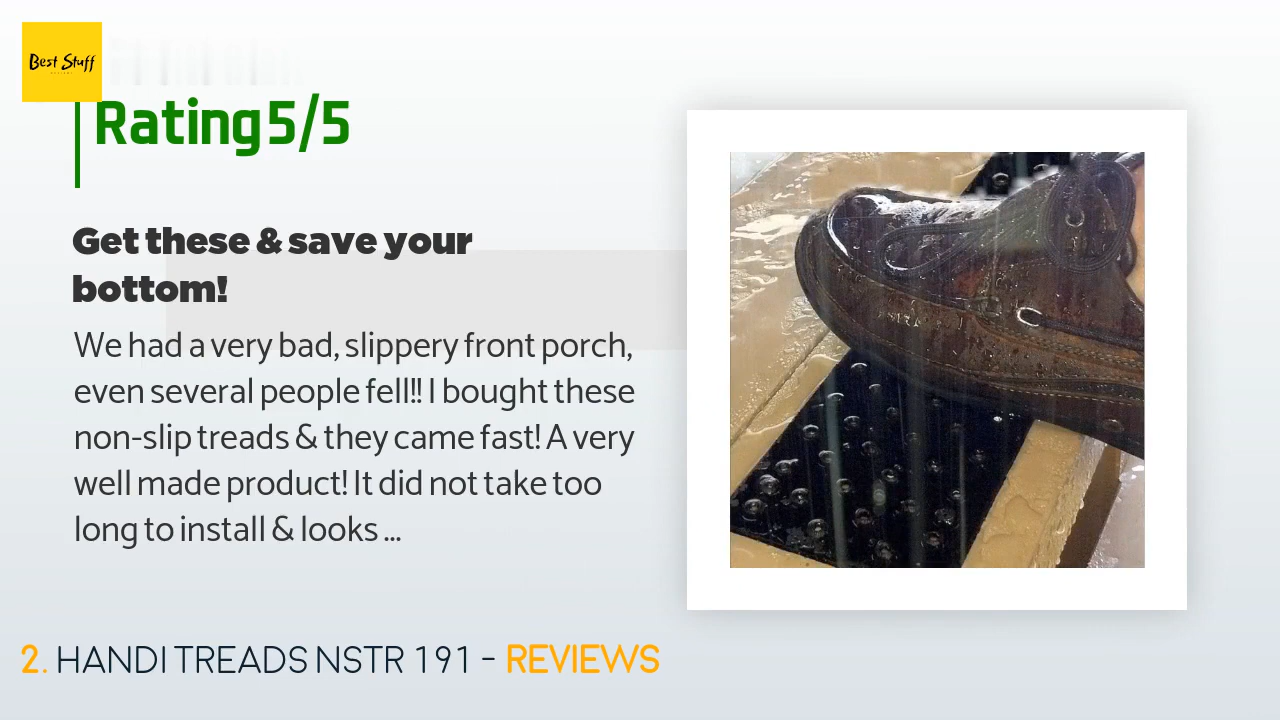 Best Stuff
Rating 5/5
Get these & save your
bottom!
We had a very bad, slippery front porch,
even several people fell!! I bought these
non-slip treads & they came fast! A very
well made product! It did not take too
long to install & looks ...
2. HANDI TREADS NSTR 191 - REVIEWS